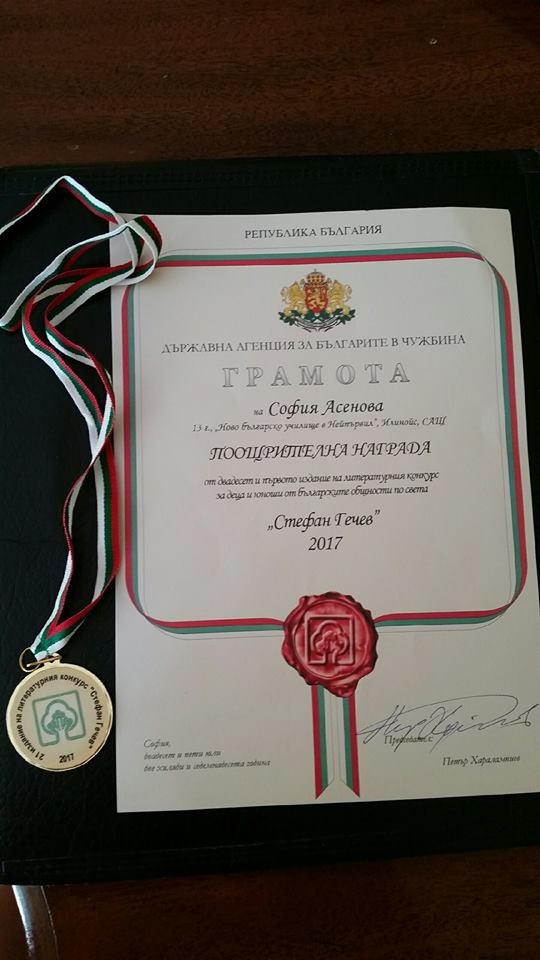 РЕПУБЛИКА БЪЛГАРИЯ
ДЪРЖАВНА АГЕНЦИЯ ЗА БЪЛГАРИТЕ В ЧУЖБИНА
ГРАМОТА
на София Асенова
13 г., „Ново българско училище в Нейпървил", Илинойс, САЩ
ПООЩРИТЕЛНА НАГРАДА
от двадесет и първото издание на литературния конкурс
за деца и юноши от българските общности по света
„Стефан Гечев"
2017
София,
двадесет и пети юли
две хиляди и седемнадесета година
Председател:
Петър Харалампиев
21 издание на литературния конкурс "Стефан Гечев"
2017